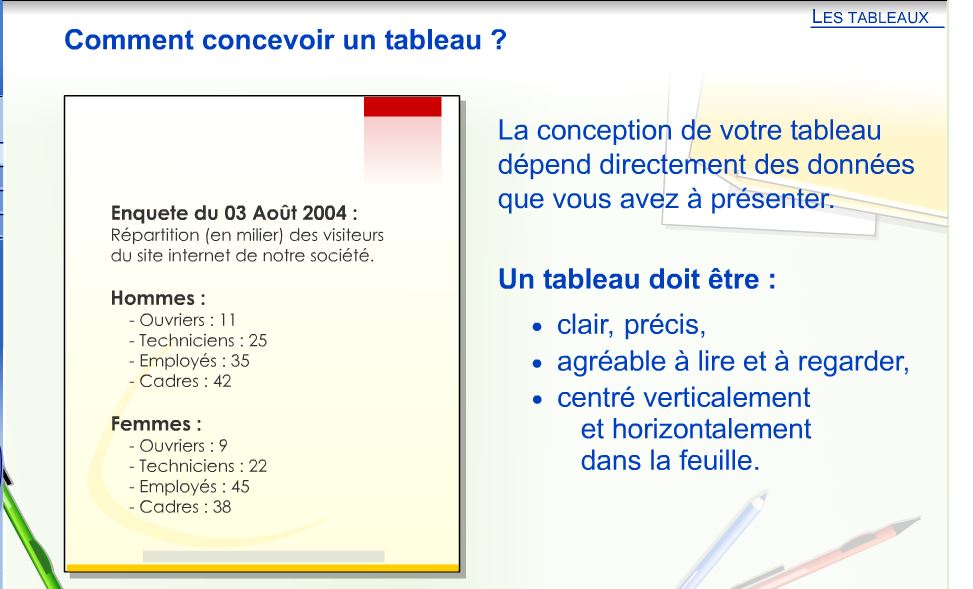 LES TABLEAUX
Comment concevoir un tableau ?
Enquete du 03 Août 2004 :
Répartition (en milier) des visiteurs
du site internet de notre société.
Hommes :
- Ouvriers : 11
- Techniciens : 25
- Employés : 35
- Cadres : 42
Femmes :
- Ouvriers : 9
- Techniciens : 22
- Employés : 45
- Cadres : 38
La conception de votre tableau
dépend directement des données
que vous avez à présenter.
Un tableau doit être :
• clair, précis,
• agréable à lire et à regarder,
• centré verticalement
et horizontalement
dans la feuille.